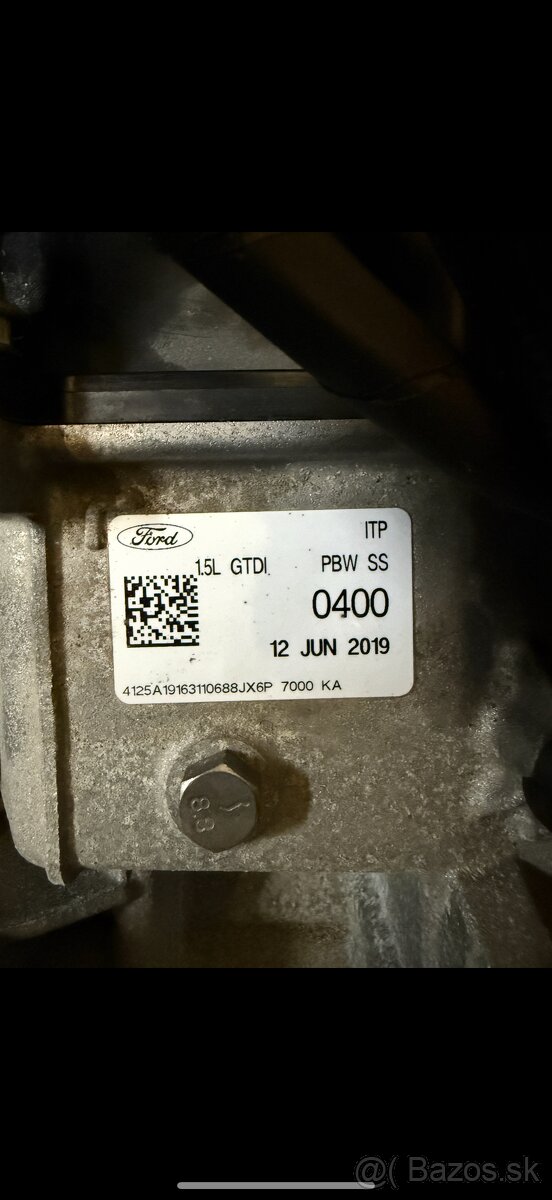 Ford
ITP
1.5L GTDI PBW SS
0400
12 JUN 2019
4125A19163110688JX6P 7000 KA
8.8
@( Bazos.sk